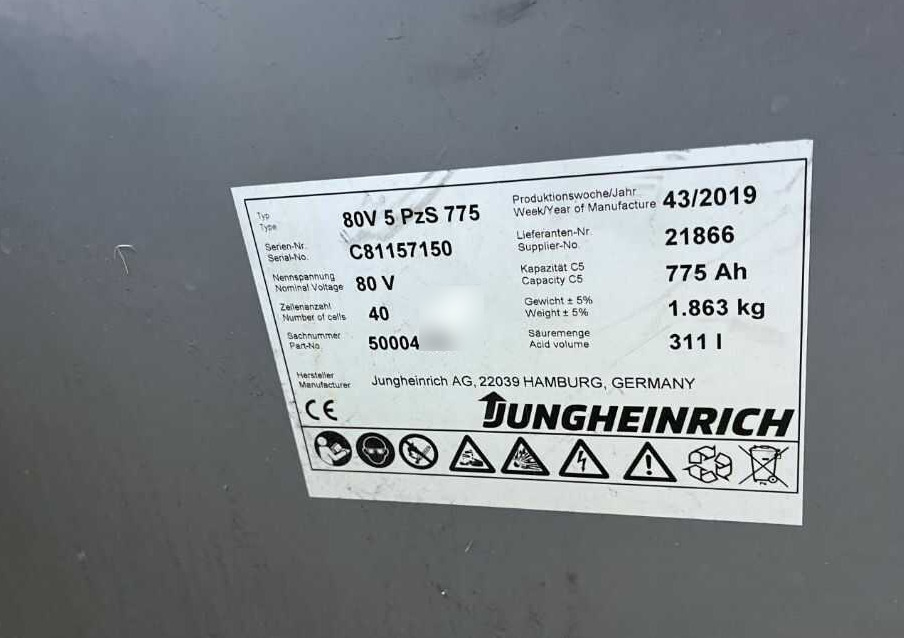 Typ
Type
80V 5 PzS 775
Serien-Nr.
Serial-No.
C81157150
Nennspannung
Nominal Voltage
80 V
Zellenanzahl
Number of cells
40
Sachnummer
Part-No.
50004
Produktionswoche/Jahr
Week/Year of Manufacture
43/2019
Lieferanten-Nr.
Supplier-No.
21866
Kapazität C5
Capacity C5
775 Ah
Gewicht ± 5%
Weight ± 5%
1.863 kg
Säuremenge
Acid volume
311 l
Hersteller
Manufacturer
Jungheinrich AG, 22039 HAMBURG, GERMANY
CE
JUNGHEINRICH